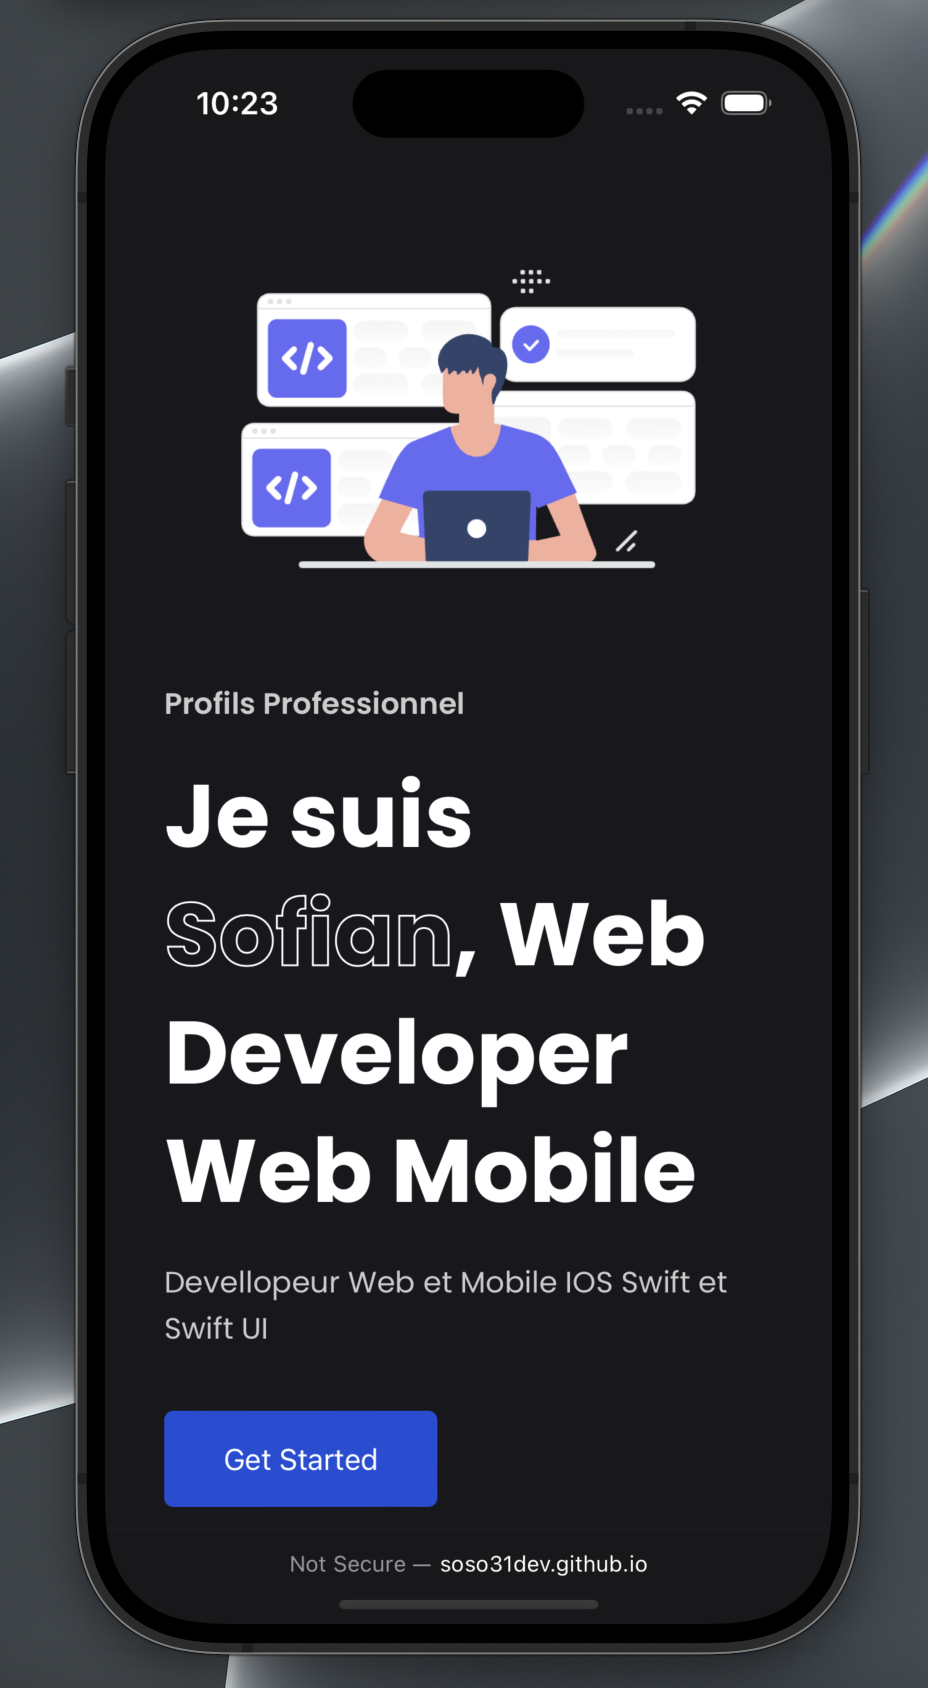 10:23
Profils Professionnel
Je suis
Sofian, Web
Developer
Web Mobile
Devellopeur Web et Mobile IOS Swift et
Swift UI
Get Started
Not Secure — soso31dev.github.io